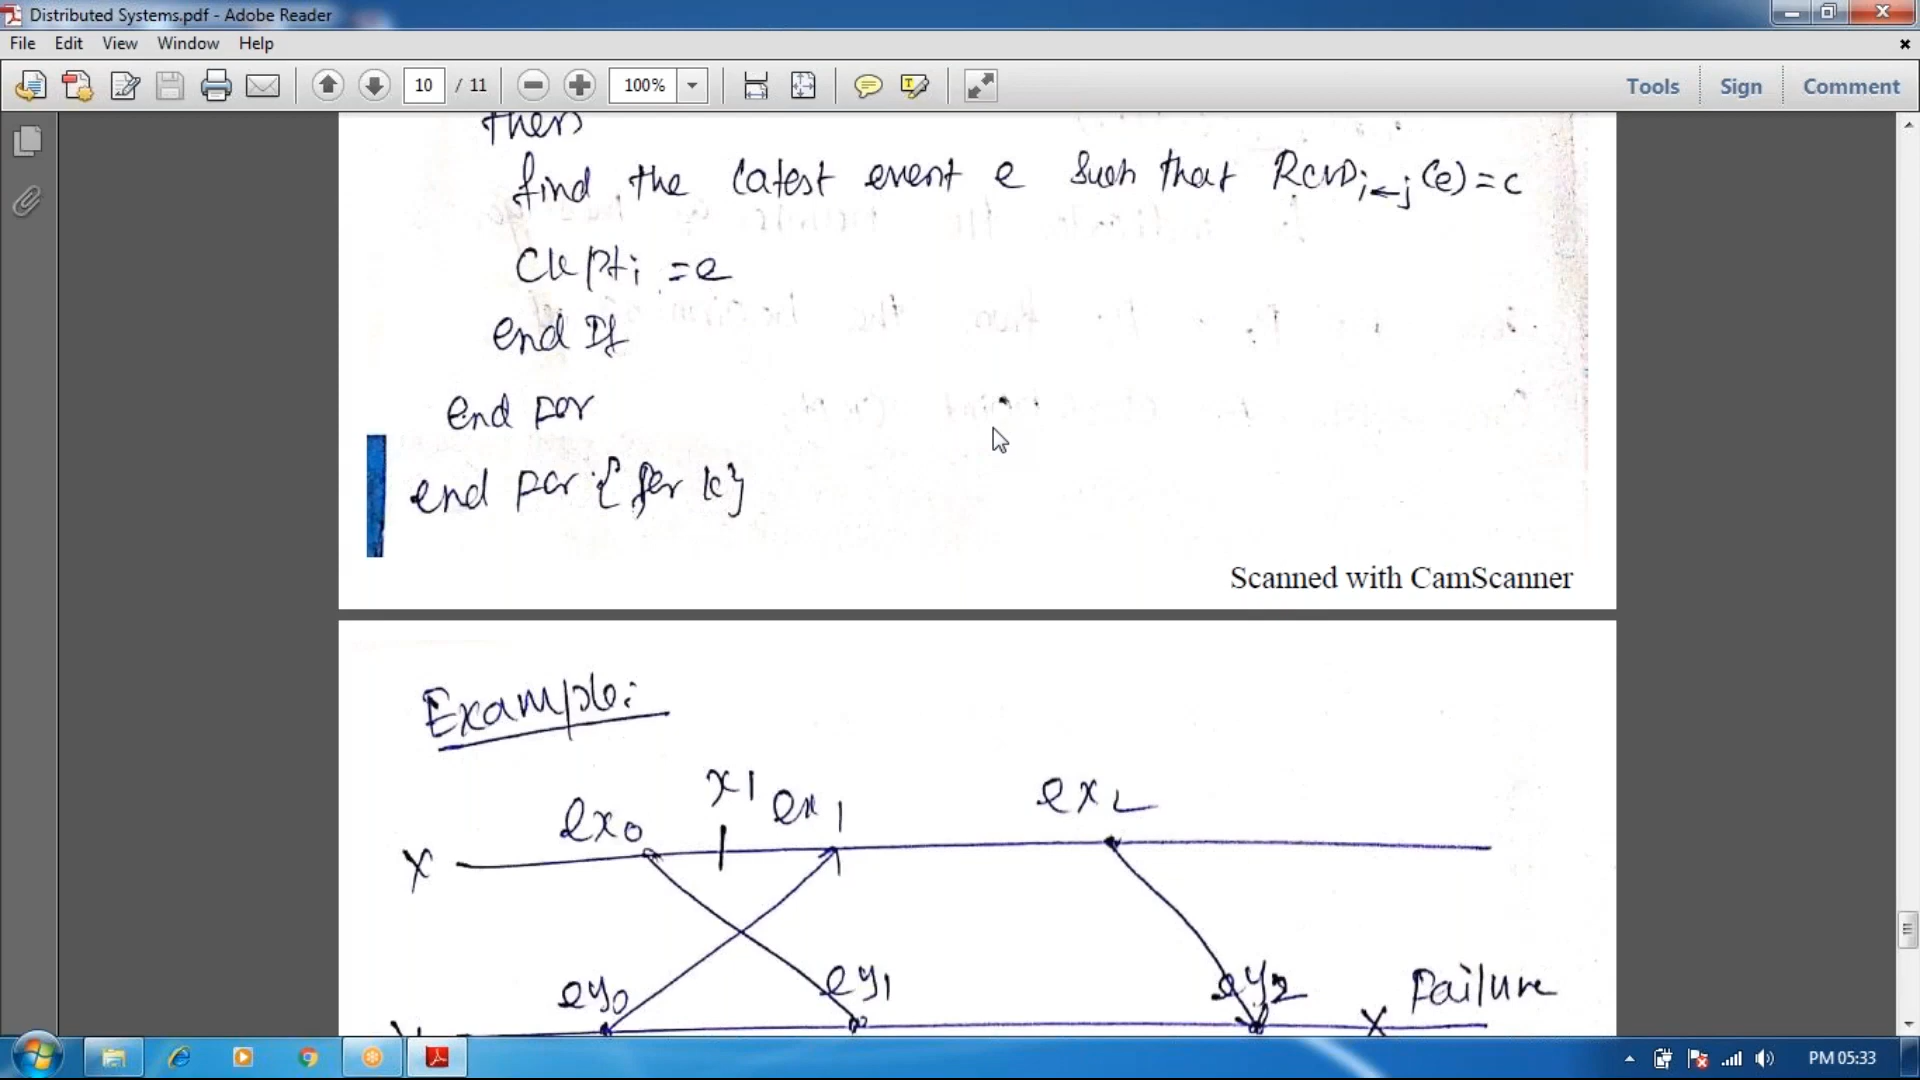 Distributed Systems.pdf - Adobe Reader
File Edit View Window Help
10 / 11 100% Tools Sign Comment
then
find the latest event e such that RCVD i←j (e) = c
Ckpti = e
end If
end for
end for {for k}
Scanned with CamScanner
Example:
x1
ex0 ex1 ex2
X
ey0 ey1 ey2 Failure
X
PM 05:33